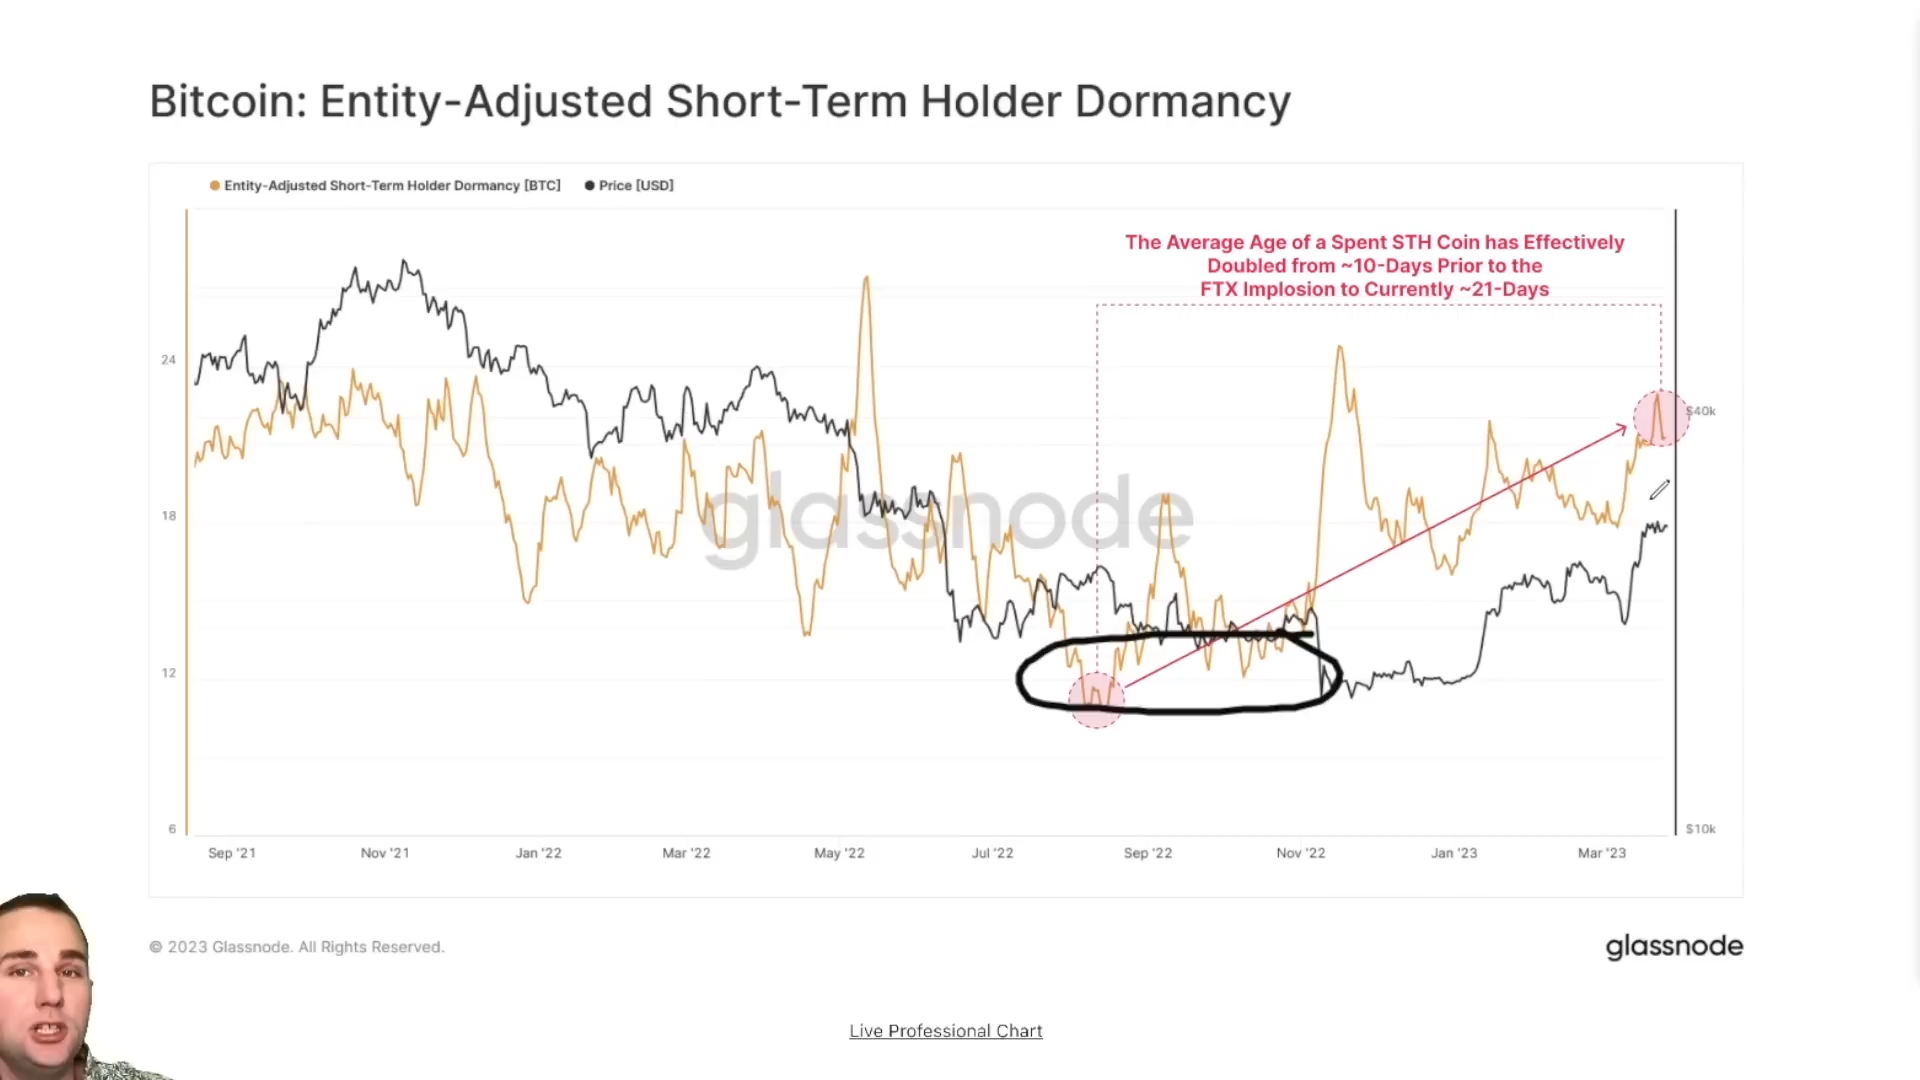 Bitcoin: Entity-Adjusted Short-Term Holder Dormancy
Entity-Adjusted Short-Term Holder Dormancy [BTC] Price [USD]
The Average Age of a Spent STH Coin has Effectively
Doubled from ~10-Days Prior to the
FTX Implosion to Currently ~21-Days
24
$40k
glassnode
18
12
6
$10k
Sep '21 Nov '21 Jan '22 Mar '22 May '22 Jul '22 Sep '22 Nov '22 Jan '23 Mar '23
© 2023 Glassnode. All Rights Reserved.
glassnode
Live Professional Chart